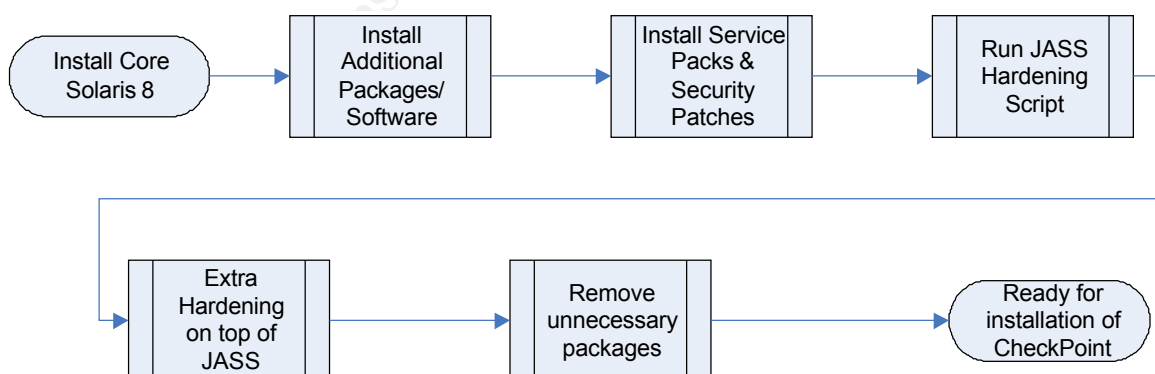 Install Core
Solaris 8
Install
Additional
Packages/
Software
Install Service
Packs &
Security
Patches
Run JASS
Hardening
Script
Extra
Hardening
on top of
JASS
Remove
unnecessary
packages
Ready for
installation of
CheckPoint